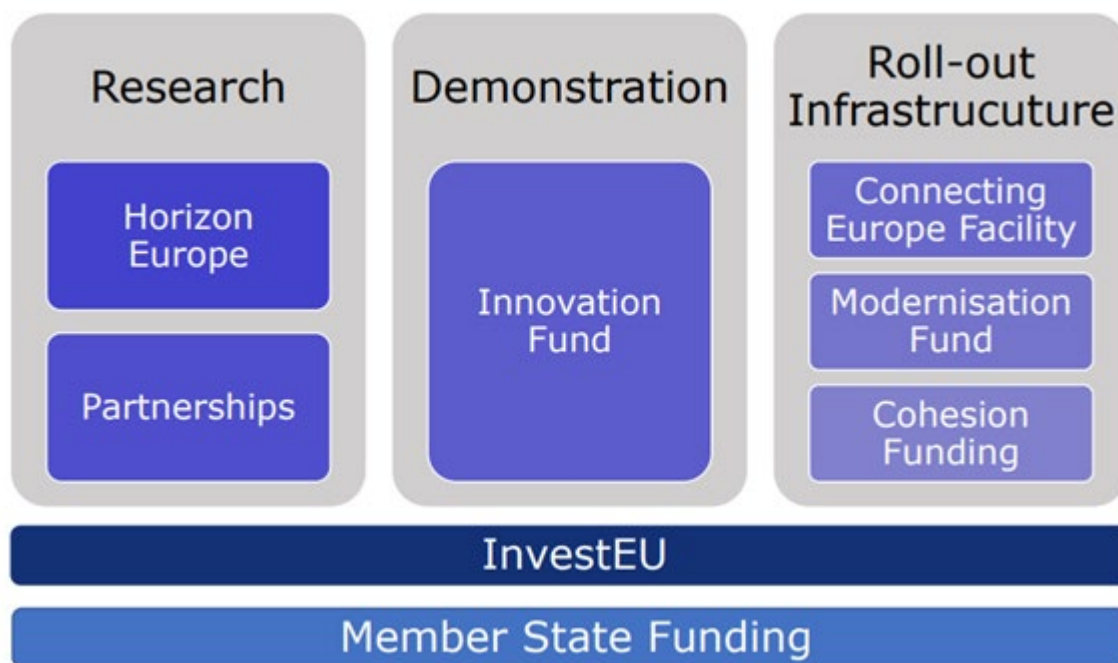 Research
Horizon
Europe
Partnerships
Demonstration
Innovation
Fund
Roll-out
Infrastrucuture
Connecting
Europe Facility
Modernisation
Fund
Cohesion
Funding
InvestEU
Member State Funding